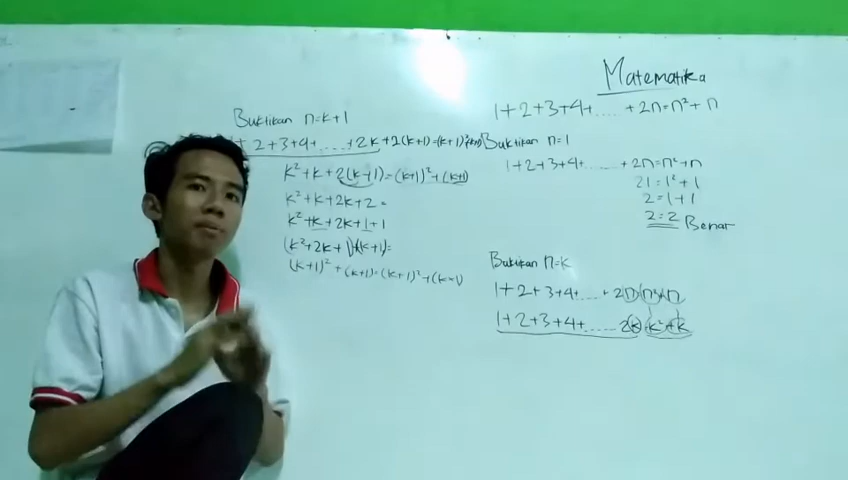 Matematika
1+2+3+4+......+2n=n²+n
Buktikan n=1
1+2+3+4+......+2n=n²+n
21=1²+1
2=1+1
2=2 Benar
Buktikan n=k
1+2+3+4+.....+2n=n²+n
1+2+3+4+......2k=k²+k
Buktikan n=k+1
1+2+3+4+.....+2k+2(k+1)=(k+1)²+(k+1)
k²+k+2(k+1)=(k+1)²+(k+1)
k²+k+2k+2=
k²+k+2k+1+1
(k²+2k+1)+(k+1)=
(k+1)²+(k+1)=(k+1)²+(k+1)